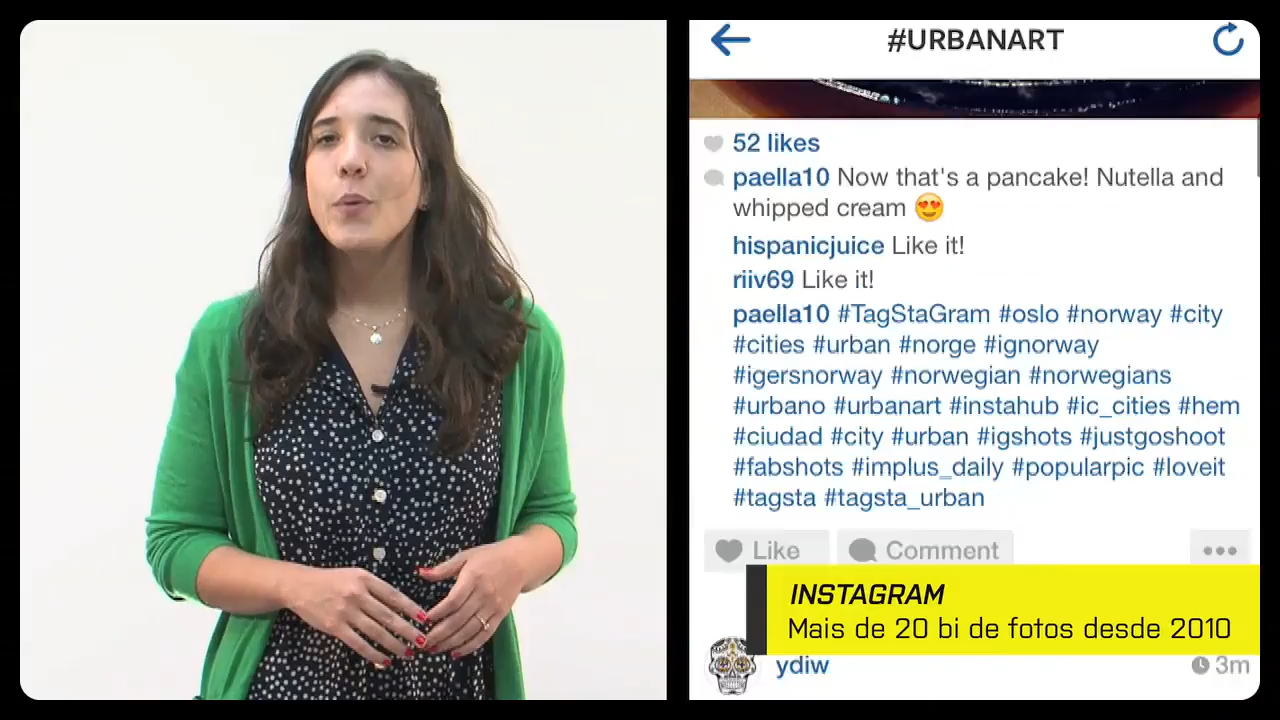 #URBANART
52 likes
paella10 Now that's a pancake! Nutella and
whipped cream 😍
hispanicjuice Like it!
riiv69 Like it!
paella10 #TagStaGram #oslo #norway #city
#cities #urban #norge #ignorway
#igersnorway #norwegian #norwegians
#urbano #urbanart #instahub #ic_cities #hem
#ciudad #city #urban #igshots #justgoshoot
#fabshots #implus_daily #popularpic #loveit
#tagsta #tagsta_urban
Like Comment
INSTAGRAM
Mais de 20 bi de fotos desde 2010
ydiw 3m